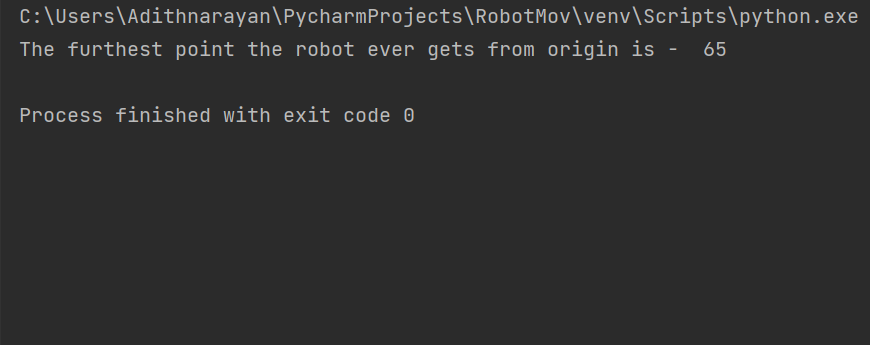 C:\Users\Adithnarayan\PycharmProjects\RobotMov\venv\Scripts\python.exe
The furthest point the robot ever gets from origin is -  65
Process finished with exit code 0